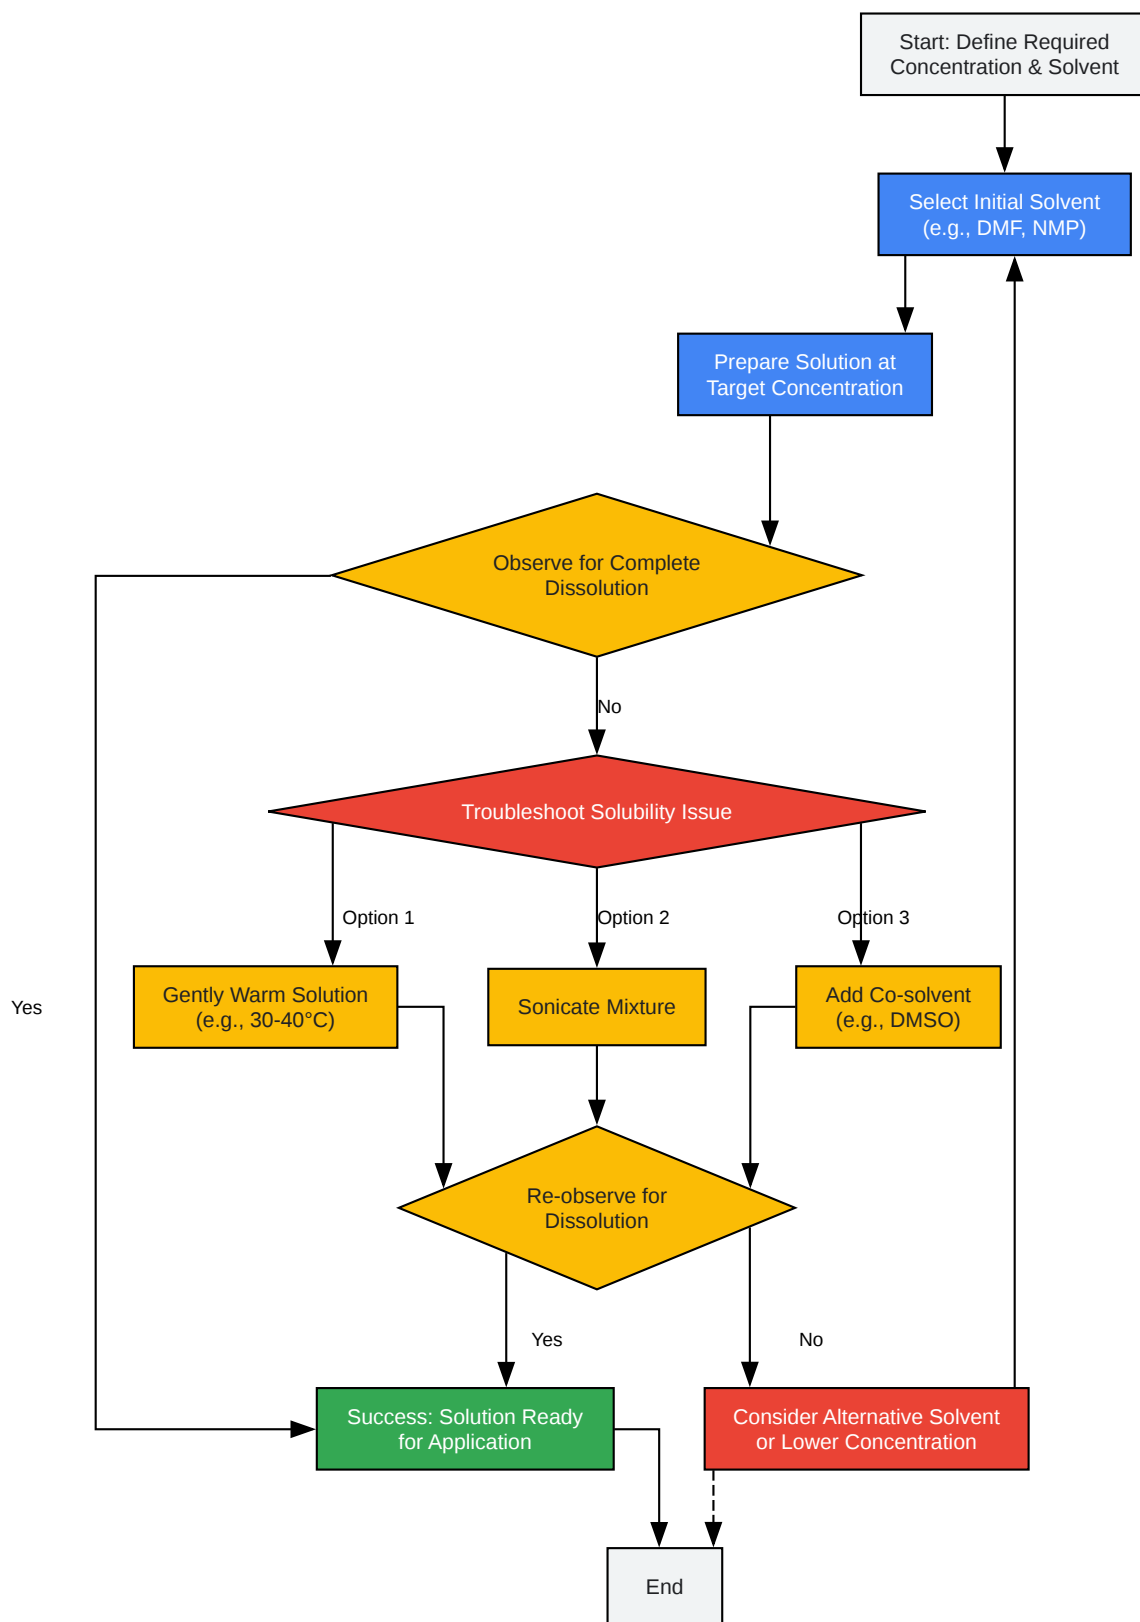 Start: Define Required
Concentration & Solvent
Select Initial Solvent
(e.g., DMF, NMP)
Prepare Solution at
Target Concentration
Observe for Complete
Dissolution
No
Troubleshoot Solubility Issue
Option 1
Option 2
Option 3
Yes
Gently Warm Solution
(e.g., 30-40°C)
Sonicate Mixture
Add Co-solvent
(e.g., DMSO)
Re-observe for
Dissolution
Yes
No
Success: Solution Ready
for Application
Consider Alternative Solvent
or Lower Concentration
End